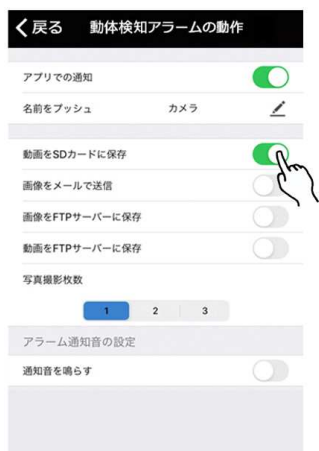 戻る 動体検知アラームの動作
アプリでの通知
名前をプッシュ カメラ
動画をSDカードに保存
画像をメールで送信
画像をFTPサーバーに保存
動画をFTPサーバーに保存
写真撮影枚数
1 2 3
アラーム通知音の設定
通知音を鳴らす